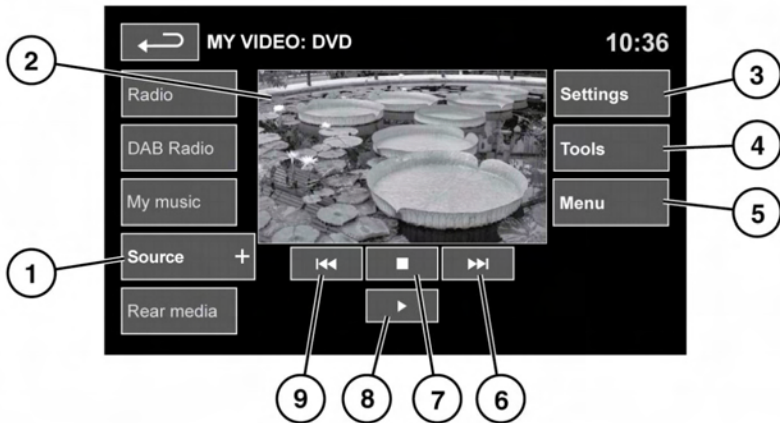 MY VIDEO: DVD
10:36
Radio
DAB Radio
My music
Source +
Rear media
Settings
Tools
Menu
1
2
3
4
5
6
7
8
9